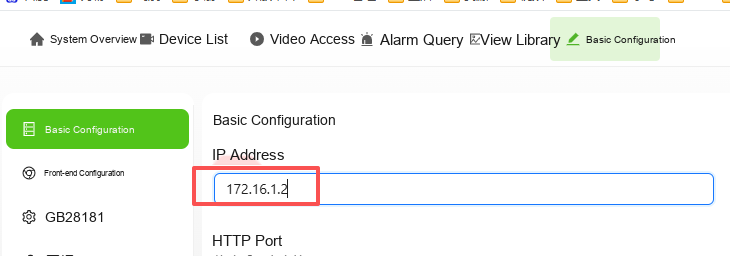 System Overview Device List Video Access Alarm Query View Library Basic Configuration
Basic Configuration
Basic Configuration
IP Address
Front-end Configuration
172.16.1.2
GB28181
HTTP Port